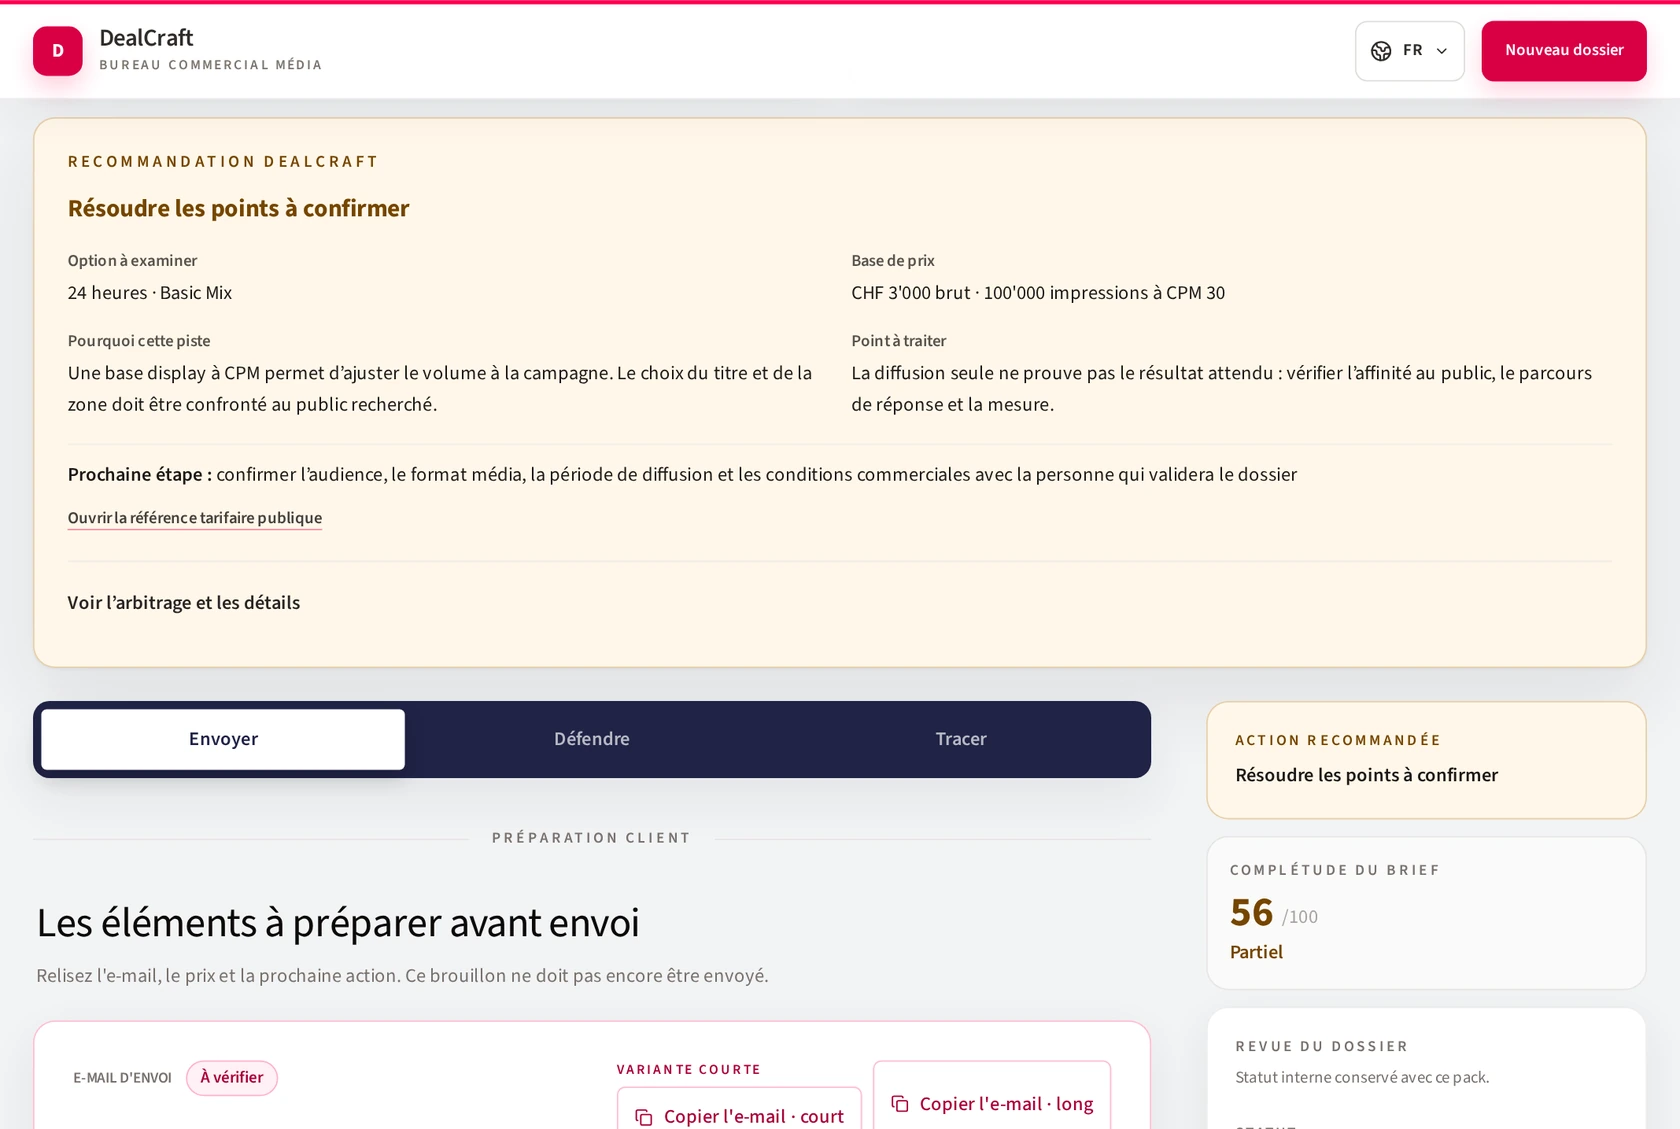 D
DealCraft
BUREAU COMMERCIAL MÉDIA
FR
Nouveau dossier
RECOMMANDATION DEALCRAFT
Résoudre les points à confirmer
Option à examiner
24 heures · Basic Mix
Base de prix
CHF 3'000 brut · 100'000 impressions à CPM 30
Pourquoi cette piste
Une base display à CPM permet d’ajuster le volume à la campagne. Le choix du titre et de la
zone doit être confronté au public recherché.
Point à traiter
La diffusion seule ne prouve pas le résultat attendu : vérifier l’affinité au public, le parcours
de réponse et la mesure.
Prochaine étape : confirmer l’audience, le format média, la période de diffusion et les conditions commerciales avec la personne qui validera le dossier
Ouvrir la référence tarifaire publique
Voir l’arbitrage et les détails
Envoyer
Défendre
Tracer
PRÉPARATION CLIENT
Les éléments à préparer avant envoi
Relisez l'e-mail, le prix et la prochaine action. Ce brouillon ne doit pas encore être envoyé.
E-MAIL D'ENVOI
À vérifier
VARIANTE COURTE
Copier l'e-mail · court
Copier l'e-mail · long
ACTION RECOMMANDÉE
Résoudre les points à confirmer
COMPLÉTUDE DU BRIEF
56 /100
Partiel
REVUE DU DOSSIER
Statut interne conservé avec ce pack.